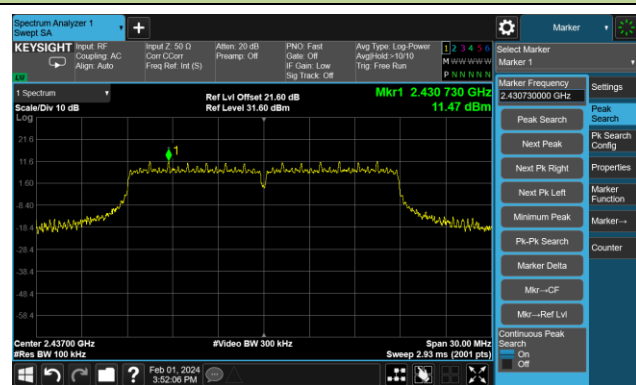 Spectrum Analyzer 1
Swept SA
+
Marker
KEYSIGHT
Input: RF
Coupling: AC
Align: Auto
Input Z: 50 Ω
Corr CCorr
Freq Ref: Int (S)
Atten: 20 dB
Preamp: Off
PNO: Fast
Gate: Off
IF Gain: Low
Sig Track: Off
Avg Type: Log-Power
Avg|Hold:>10/10
Trig: Free Run
1 2 3 4 5 6
M W W W W W
P N N N N N
LW
Select Marker
Marker 1
1 Spectrum
Scale/Div 10 dB
Log
Ref Lvl Offset 21.60 dB
Ref Level 31.60 dBm
Mkr1 2.430 730 GHz
11.47 dBm
1
21.6
11.6
1.60
-8.40
-18.4
-28.4
-38.4
-48.4
-58.4
Center 2.43700 GHz
#Res BW 100 kHz
#Video BW 300 kHz
Span 30.00 MHz
Sweep 2.93 ms (2001 pts)
Marker Frequency
2.430730000 GHz
Peak Search
Next Peak
Next Pk Right
Next Pk Left
Minimum Peak
Pk-Pk Search
Marker Delta
Mkr→CF
Mkr→Ref Lvl
Continuous Peak
Search
On
Off
Settings
Peak
Search
Pk Search
Config
Properties
Marker
Function
Marker→
Counter
?
Feb 01, 2024
3:52:06 PM